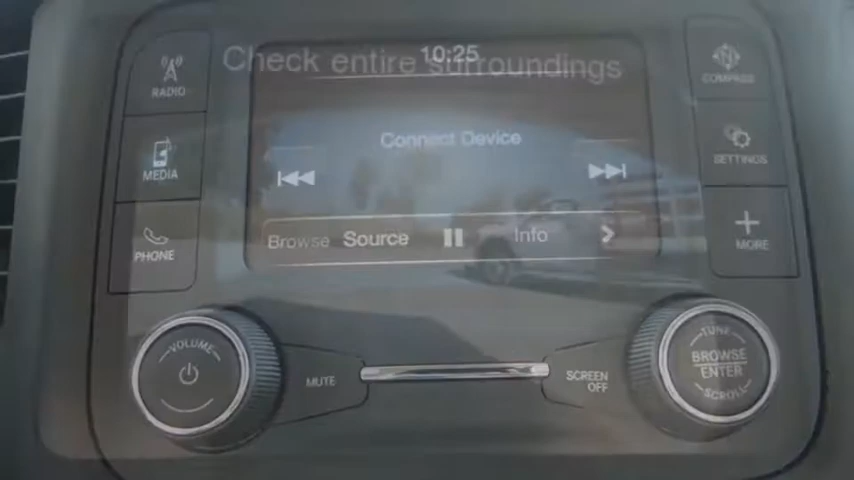 Check entire surroundings
10:25
RADIO
COMPASS
Connect Device
MEDIA
SETTINGS
PHONE
Browse Source Info
MORE
VOLUME
MUTE
SCREEN
OFF
TUNE
BROWSE
ENTER
SCROLL